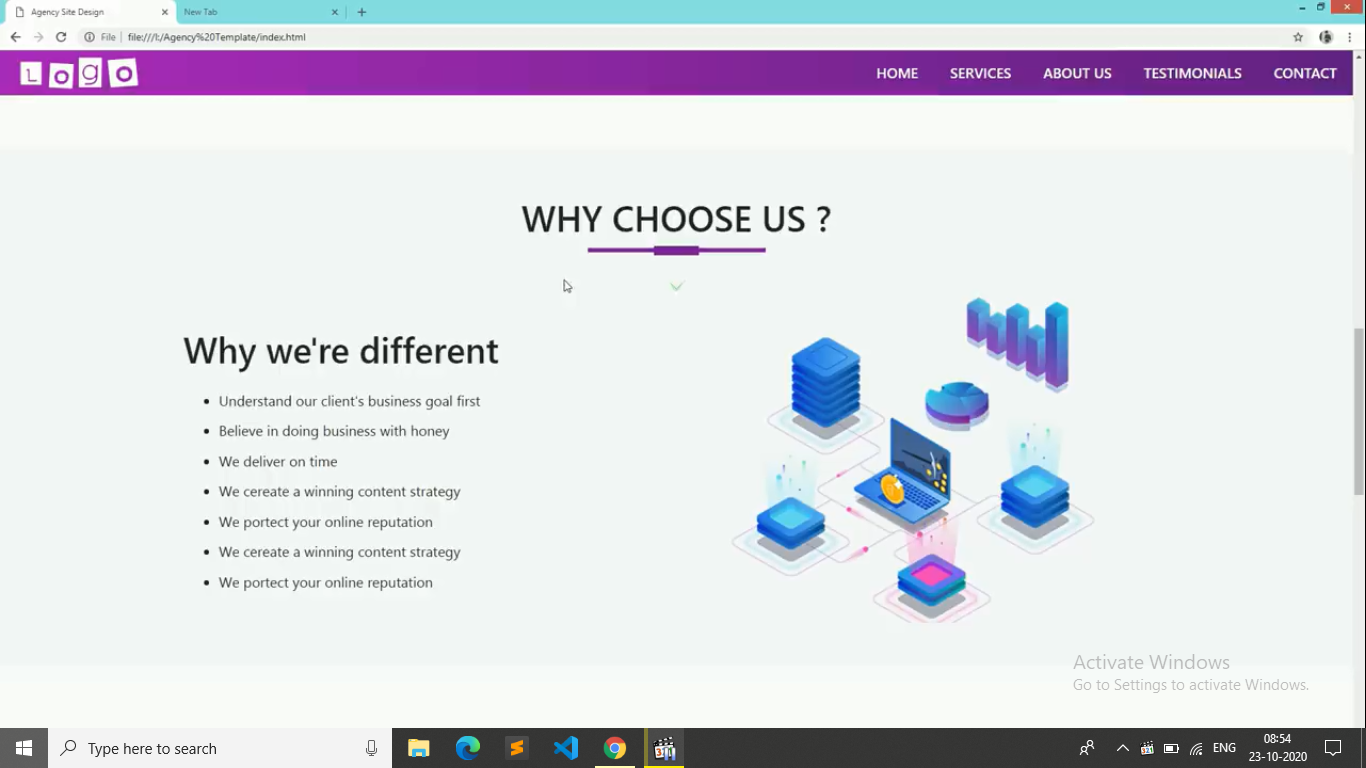 Agency Site Design
New Tab
File
file:///I:/Agency%20Template/index.html
LOgO
HOME
SERVICES
ABOUT US
TESTIMONIALS
CONTACT
WHY CHOOSE US ?
Why we're different
Understand our client's business goal first
Believe in doing business with honey
We deliver on time
We cereate a winning content strategy
We portect your online reputation
We cereate a winning content strategy
We portect your online reputation
Activate Windows
Go to Settings to activate Windows.
Type here to search
321
ENG
08:54
23-10-2020